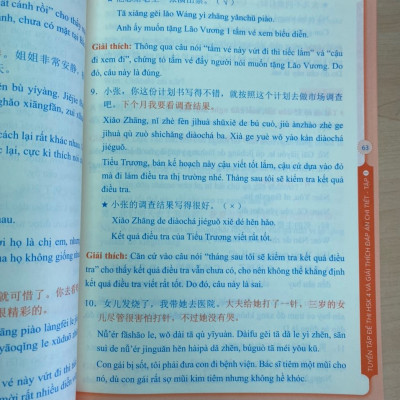 Tā xiǎng gěi Lǎo Wáng yì zhāng yǎnchū piào.
Anh ấy muốn tặng Lão Vương 1 tấm vé xem biểu diễn.
Giải thích: Thông qua câu nói "tấm vé này vứt đi thì tiếc lắm" và "cậu
đi xem đi", chứng tỏ tấm vé đấy người nói muốn tặng Lão Vương. Do
đó, câu này là đúng.
9. 小张，你这份计划书写得不错，就按照这个计划去做市场调查
吧，下个月我要看调查结果。
Xiǎo Zhāng, nǐ zhè fèn jìhuà shūxiě de bú cuò, jiù ànzhào zhè ge
jìhuà qù zuò shìchǎng diàochá ba. Xià ge yuè wǒ yào kàn diàochá
jiéguǒ.
Tiểu Trương, bản kế hoạch này cậu viết tốt lắm, cậu cứ dựa vào đó
mà đi làm điều tra thị trường nhé. Tháng sau tôi sẽ kiểm tra kết quả
điều tra.
★ 小张的调查结果写得很好。（×）
Xiǎo Zhāng de diàochá jiéguǒ xiě dé hěn hǎo.
Kết quả điều tra của Tiểu Trương viết rất tốt.
Giải thích: Căn cứ vào câu nói "tháng sau tôi sẽ kiểm tra kết quả điều
tra" cho thấy kết quả điều tra vẫn chưa có, cho nên không thể khẳng định
kết quả điều tra viết rất tốt. Do đó, câu này là sai.
10. 女儿发烧了，我带她去医院，大夫给她打了一针，三岁的女
儿尽管很害怕打针，不过她没有哭。
Nǚ'ér fāshāo le, wǒ dài tā qù yīyuàn. Dàifu gěi tā dǎ le yì zhēn, sān
suì de nǚ'ér jìnguǎn hěn hàipà dǎ zhēn, bùguò tā méi yǒu kū.
Con gái bị sốt, tôi phải đưa con đi bệnh viện. Bác sĩ tiêm một mũi cho
nó, dù con gái rất sợ mũi kim tiêm nhưng không hề khóc.
63
TUYỂN TẬP ĐỀ THI HSK 4 VÀ GIẢI THÍCH ĐÁP ÁN CHI TIẾT - TẬP